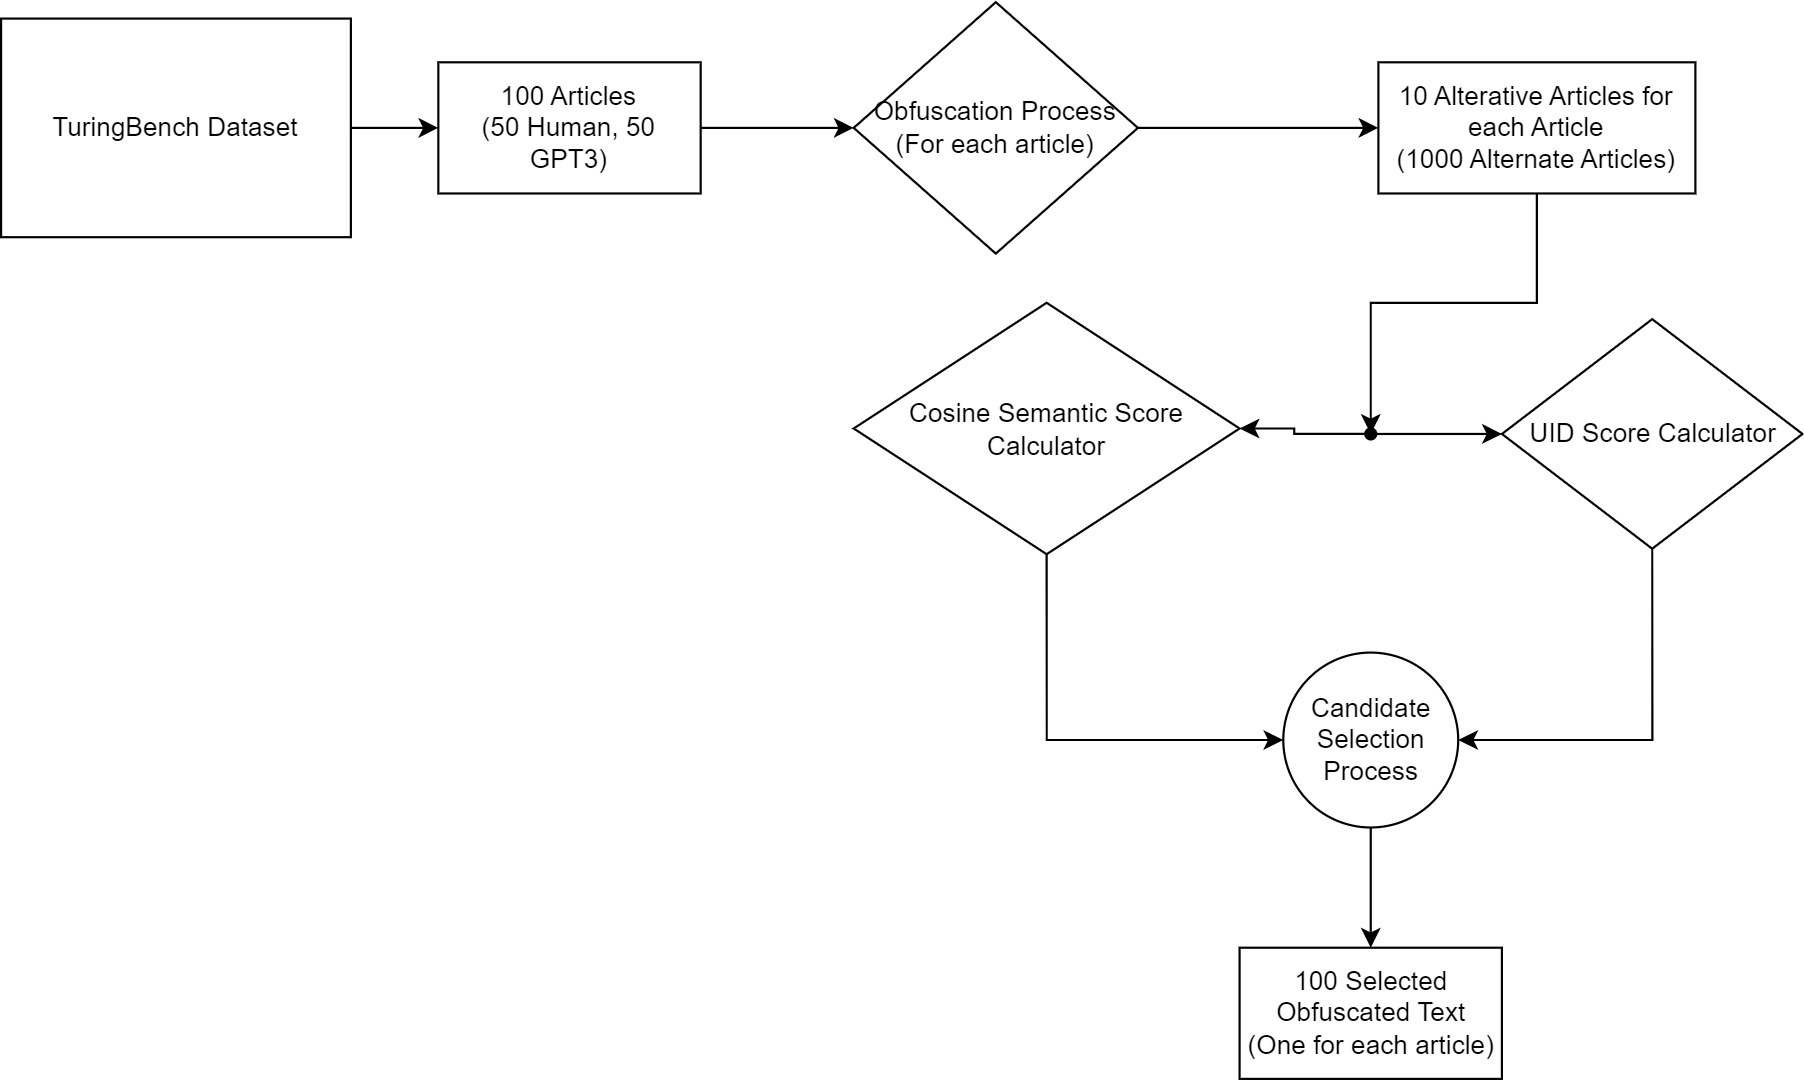 TuringBench Dataset
100 Articles
(50 Human, 50
GPT3)
Obfuscation Process
(For each article)
10 Alterative Articles for
each Article
(1000 Alternate Articles)
Cosine Semantic Score
Calculator
UID Score Calculator
Candidate
Selection
Process
100 Selected
Obfuscated Text
(One for each article)